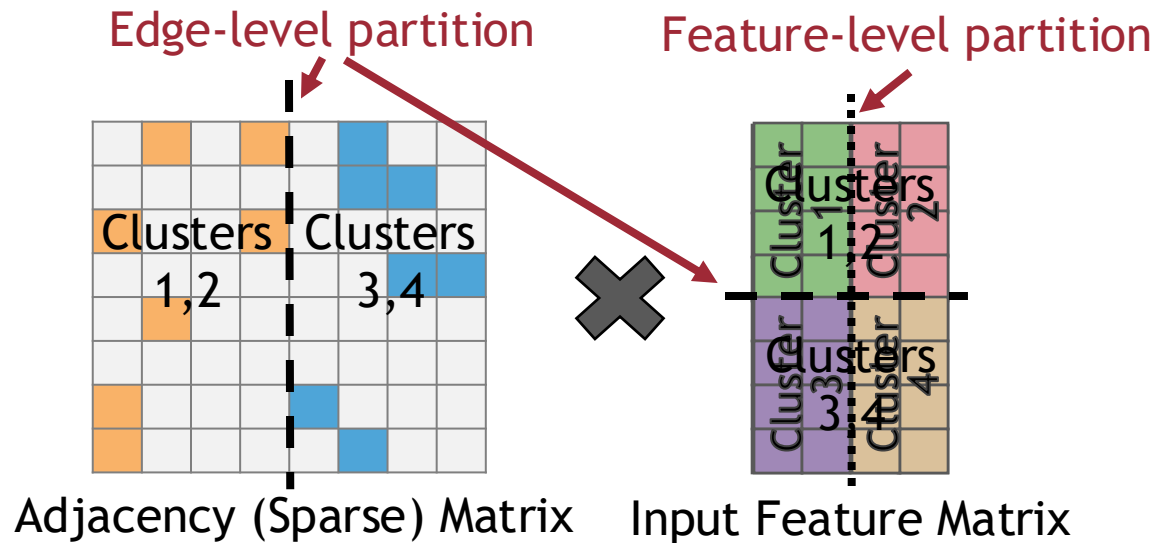 Edge-level partition
Feature-level partition
Clusters
1,2
Clusters
3,4
Cluster
1
Cluster
2
Clusters
1,2
Cluster
3
Cluster
4
Clusters
3,4
Adjacency (Sparse) Matrix
Input Feature Matrix